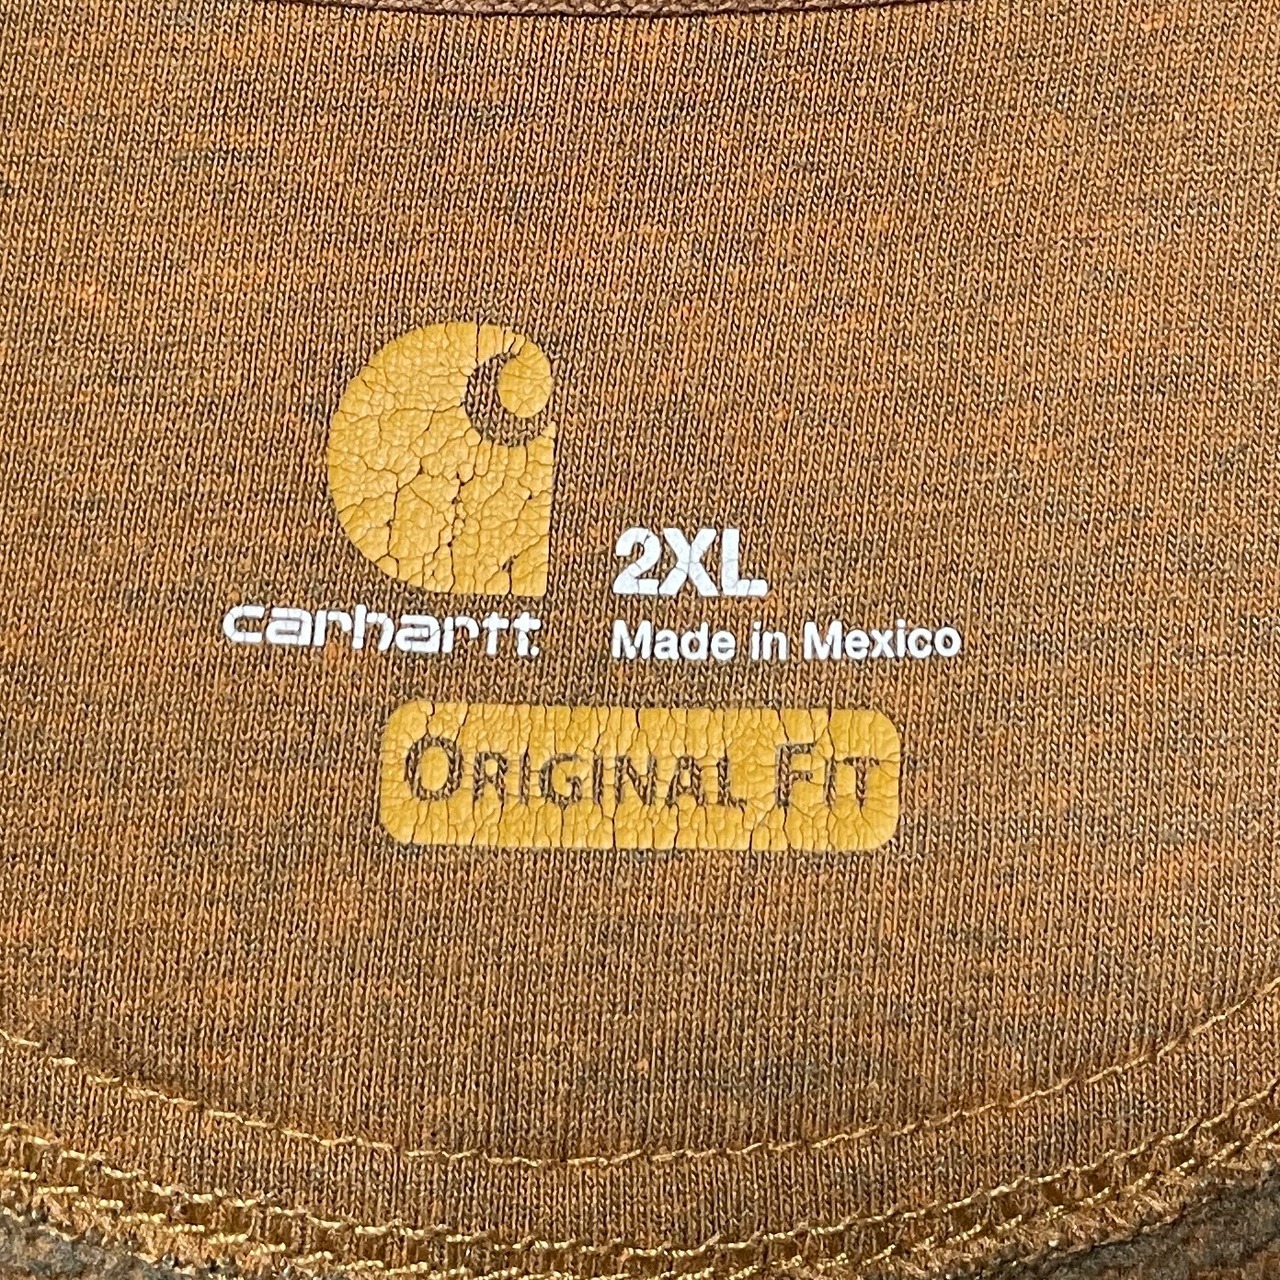 carhartt.
2XL
Made in Mexico
ORIGINAL FIT